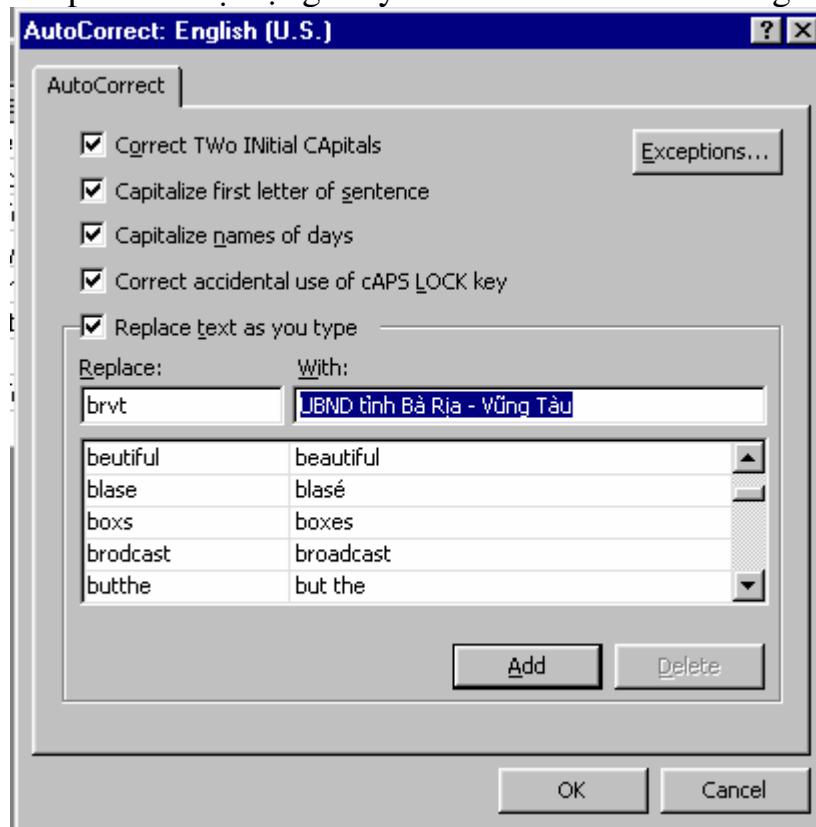 AutoCorrect: English (U.S.)
AutoCorrect
Correct TWo INitial CApitals
Exceptions...
Capitalize first letter of sentence
Capitalize names of days
Correct accidental use of cAPS LOCK key
Replace text as you type
Replace: With:
brvt UBND tỉnh Bà Rịa - Vũng Tàu
beutiful beautiful
blase blasé
boxs boxes
brodcast broadcast
butthe but the
Add Delete
OK Cancel